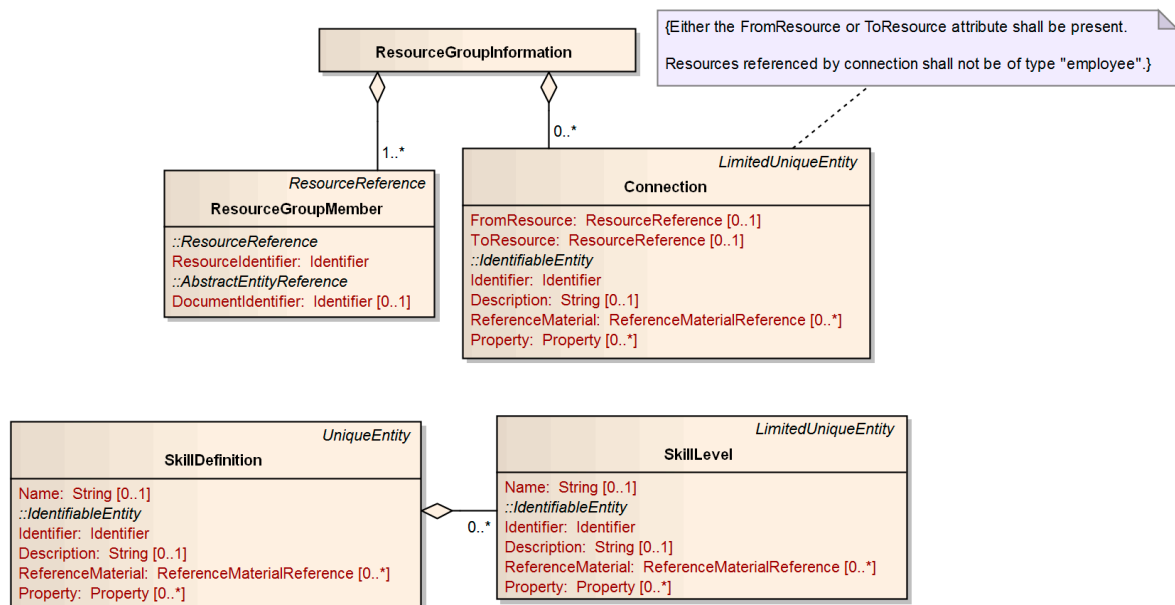 ResourceGroupInformation
{Either the FromResource or ToResource attribute shall be present.
Resources referenced by connection shall not be of type "employee".}
1..*
0..*
ResourceReference
ResourceGroupMember
::ResourceReference
ResourceIdentifier: Identifier
::AbstractEntityReference
DocumentIdentifier: Identifier [0..1]
LimitedUniqueEntity
Connection
FromResource: ResourceReference [0..1]
ToResource: ResourceReference [0..1]
::IdentifiableEntity
Identifier: Identifier
Description: String [0..1]
ReferenceMaterial: ReferenceMaterialReference [0..*]
Property: Property [0..*]
UniqueEntity
SkillDefinition
Name: String [0..1]
::IdentifiableEntity
Identifier: Identifier
Description: String [0..1]
ReferenceMaterial: ReferenceMaterialReference [0..*]
Property: Property [0..*]
0..*
LimitedUniqueEntity
SkillLevel
Name: String [0..1]
::IdentifiableEntity
Identifier: Identifier
Description: String [0..1]
ReferenceMaterial: ReferenceMaterialReference [0..*]
Property: Property [0..*]